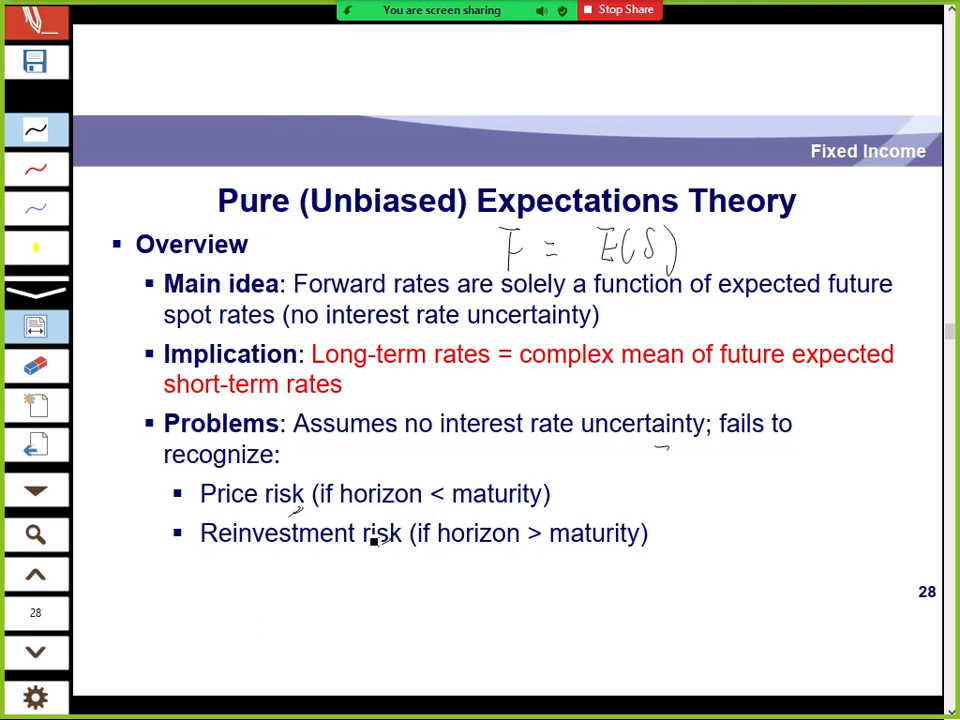 You are screen sharing Stop Share
Fixed Income
Pure (Unbiased) Expectations Theory
▪ Overview
F = E(S)
▪ Main idea: Forward rates are solely a function of expected future
spot rates (no interest rate uncertainty)
▪ Implication: Long-term rates = complex mean of future expected
short-term rates
▪ Problems: Assumes no interest rate uncertainty; fails to
recognize:
▪ Price risk (if horizon < maturity)
▪ Reinvestment risk (if horizon > maturity)
28
28